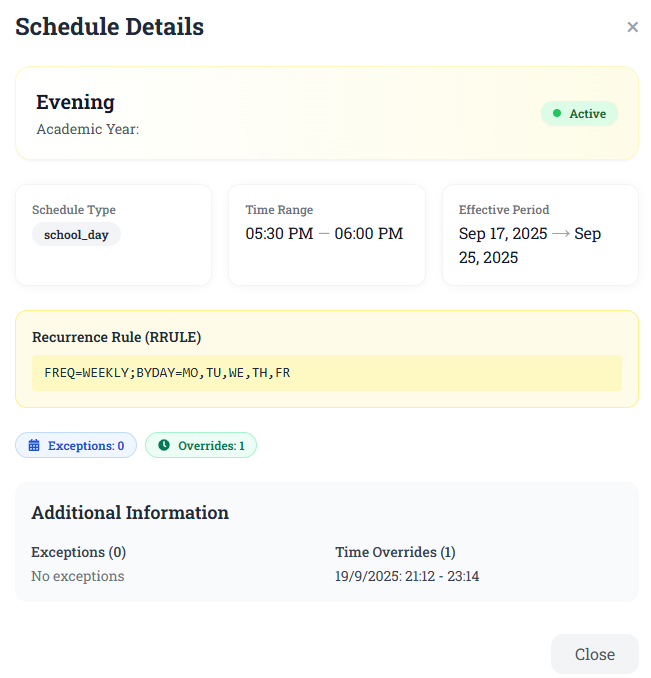 Schedule Details
×
Evening
Academic Year:
Active
Schedule Type
school_day
Time Range
05:30 PM — 06:00 PM
Effective Period
Sep 17, 2025 → Sep
25, 2025
Recurrence Rule (RRULE)
FREQ=WEEKLY;BYDAY=MO,TU,WE,TH,FR
Exceptions: 0
Overrides: 1
Additional Information
Exceptions (0)
No exceptions
Time Overrides (1)
19/9/2025: 21:12 - 23:14
Close